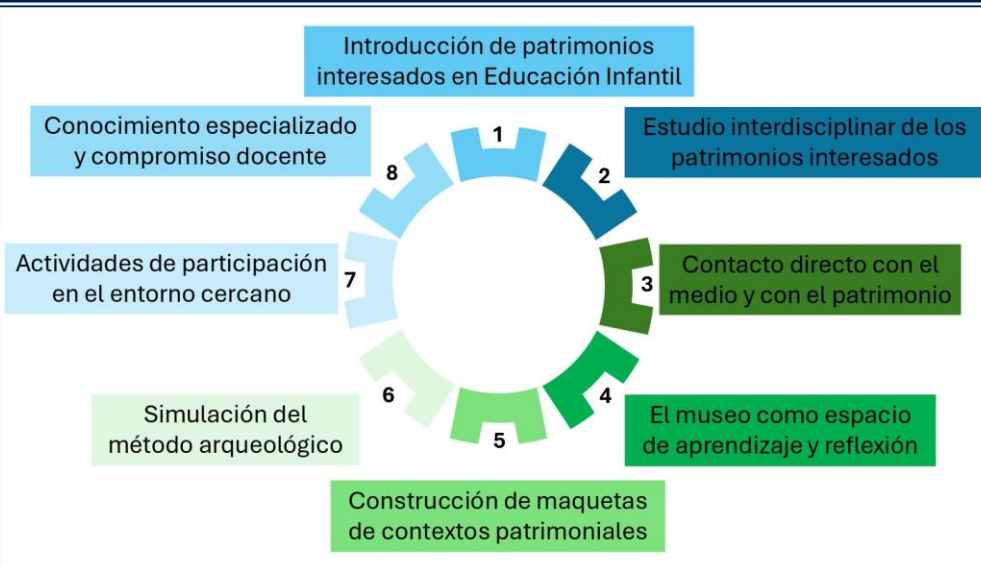 1
Introducción de patrimonios
interesados en Educación Infantil
2
Estudio interdisciplinar de los
patrimonios interesados
3
Contacto directo con el
medio y con el patrimonio
4
El museo como espacio
de aprendizaje y reflexión
5
Construcción de maquetas
de contextos patrimoniales
6
Simulación del
método arqueológico
7
Actividades de participación
en el entorno cercano
8
Conocimiento especializado
y compromiso docente